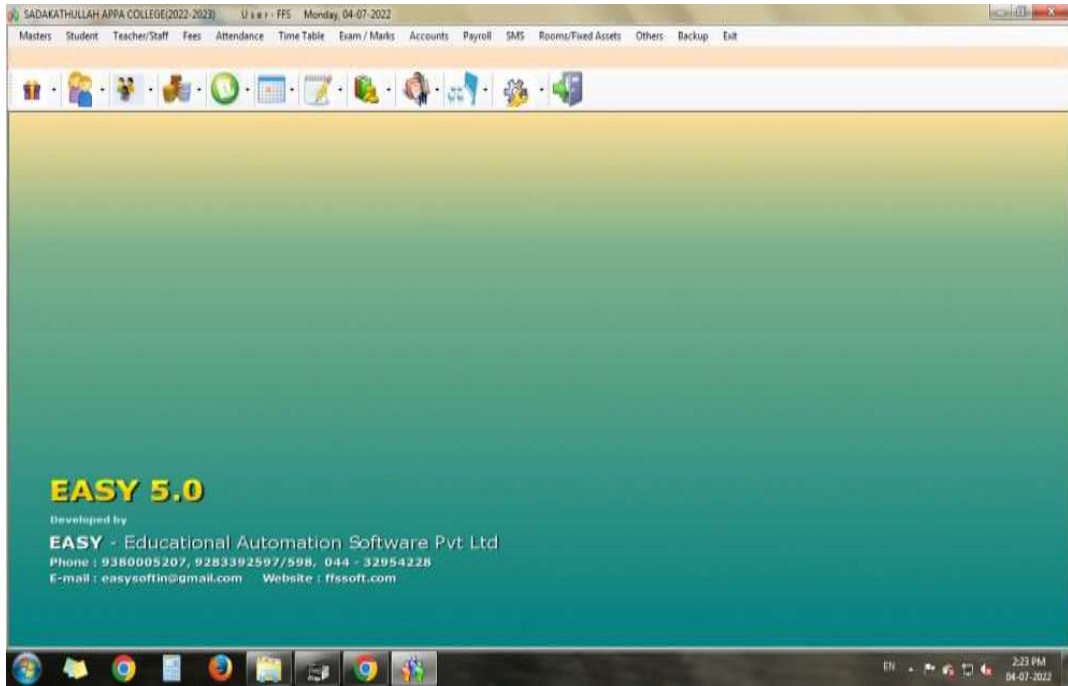 SADAKATHULLAH APPA COLLEGE(2022-2023) User - FFS Monday, 04-07-2022
Masters Student Teacher/Staff Fees Attendance Time Table Exam / Marks Accounts Payroll SMS Rooms/Fixed Assets Others Backup Exit
EASY 5.0
Developed by
EASY - Educational Automation Software Pvt Ltd
Phone : 9380005207, 9283392597/598, 044 - 32954228
E-mail : easysoftin@gmail.com Website : ffssoft.com
EN 2:23 PM
04-07-2022